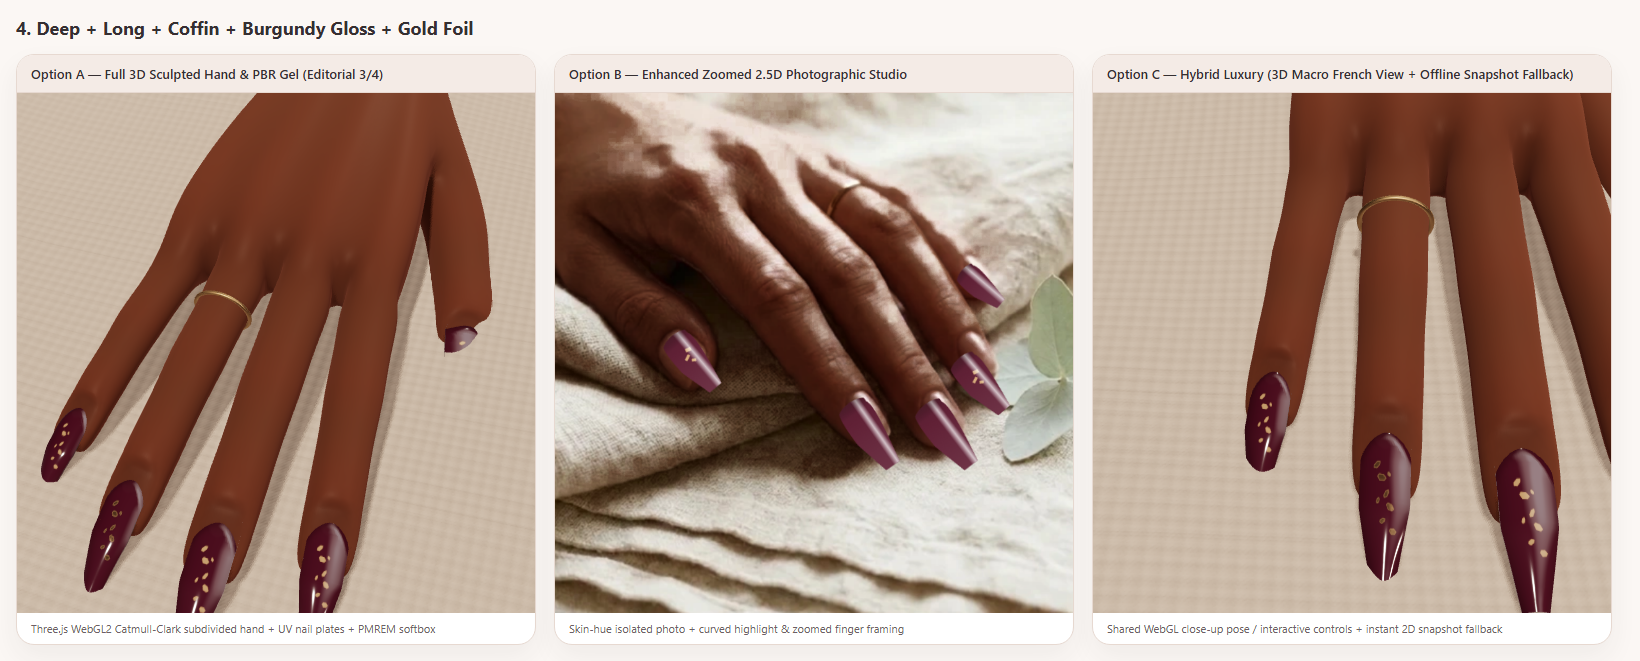 4. Deep + Long + Coffin + Burgundy Gloss + Gold Foil
Option A — Full 3D Sculpted Hand & PBR Gel (Editorial 3/4)
Option B — Enhanced Zoomed 2.5D Photographic Studio
Option C — Hybrid Luxury (3D Macro French View + Offline Snapshot Fallback)
Three.js WebGL2 Catmull-Clark subdivided hand + UV nail plates + PMREM softbox
Skin-hue isolated photo + curved highlight & zoomed finger framing
Shared WebGL close-up pose / interactive controls + instant 2D snapshot fallback